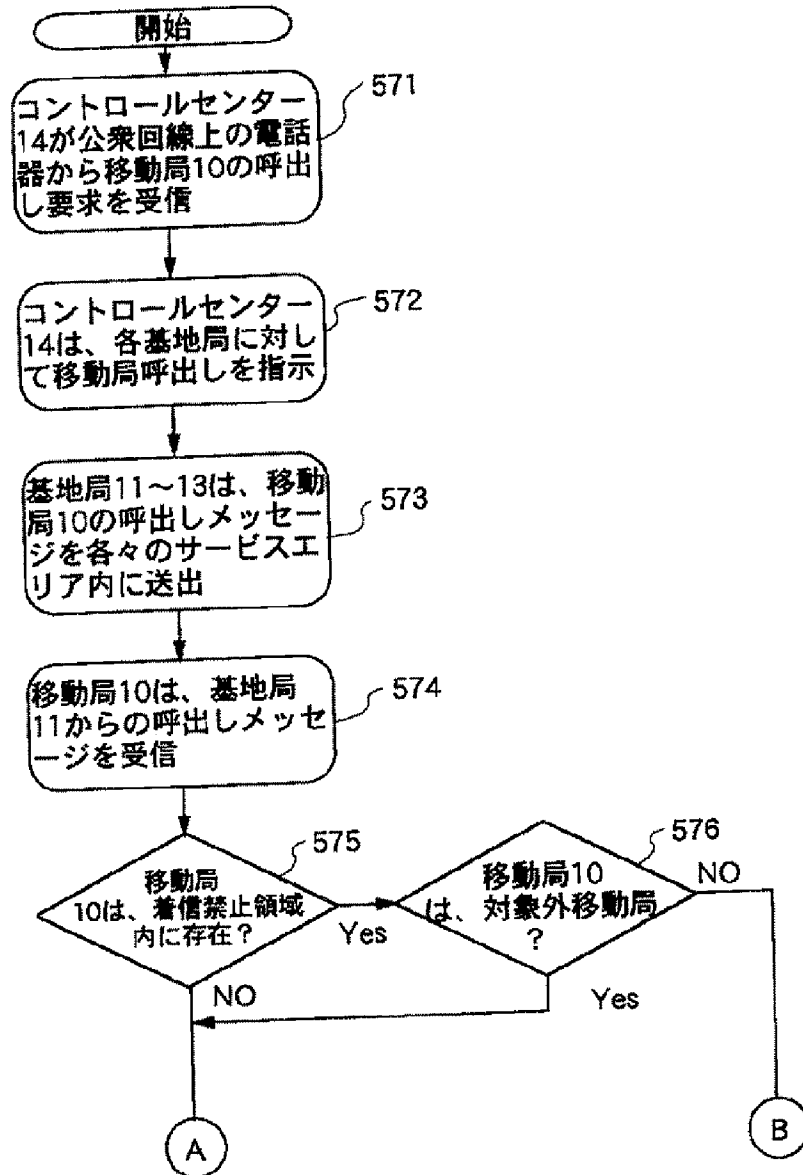 開始
571
コントロールセンター
14が公衆回線上の電話
器から移動局10の呼出
し要求を受信
572
コントロールセンター
14は、各基地局に対し
て移動局呼出しを指示
573
基地局11～13は、移動
局10の呼出しメッセー
ジを各々のサービスエ
リア内に送出
574
移動局10は、基地局
11からの呼出しメッセ
ージを受信
575
移動局
10は、着信禁止領域
内に存在?
Yes
NO
576
移動局10
は、対象外移動局
?
NO
Yes
A
B